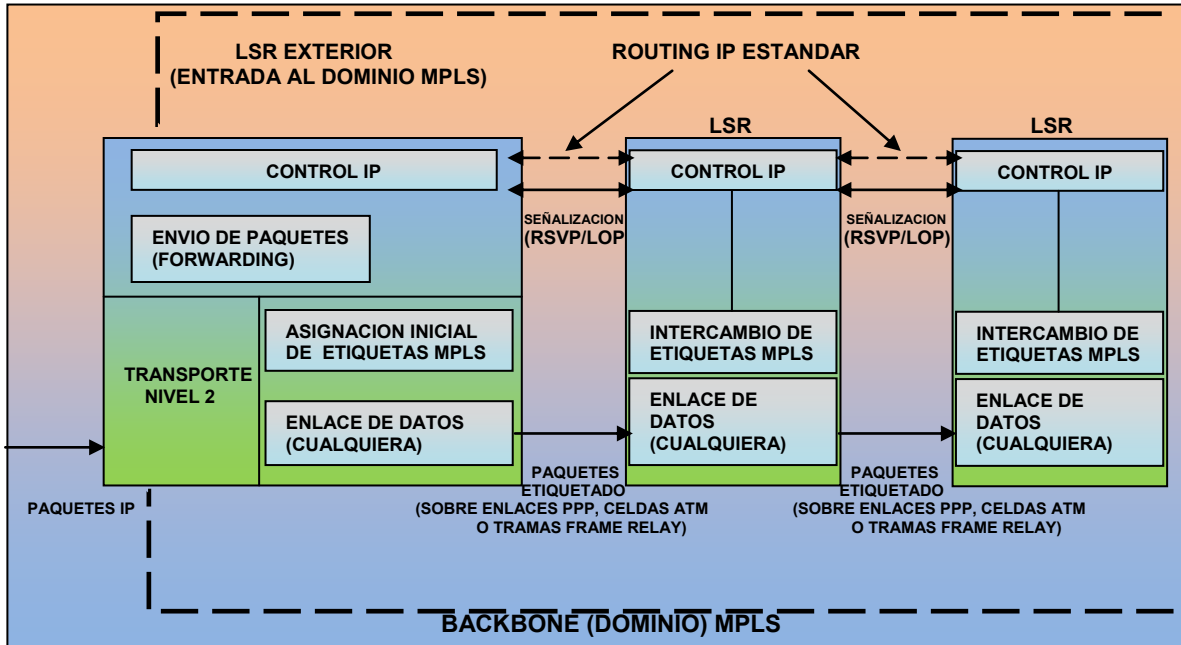 LSR EXTERIOR
(ENTRADA AL DOMINIO MPLS)
ROUTING IP ESTANDAR
LSR
LSR
CONTROL IP
CONTROL IP
CONTROL IP
SEÑALIZACION
(RSVP/LOP
SEÑALIZACION
(RSVP/LOP)
ENVIO DE PAQUETES
(FORWARDING)
TRANSPORTE
NIVEL 2
ASIGNACION INICIAL
DE ETIQUETAS MPLS
INTERCAMBIO DE
ETIQUETAS MPLS
INTERCAMBIO DE
ETIQUETAS MPLS
ENLACE DE DATOS
(CUALQUIERA)
ENLACE DE
DATOS
(CUALQUIERA)
ENLACE DE
DATOS
(CUALQUIERA)
PAQUETES IP
PAQUETES
ETIQUETADO
(SOBRE ENLACES PPP, CELDAS ATM
O TRAMAS FRAME RELAY)
PAQUETES
ETIQUETADO
(SOBRE ENLACES PPP, CELDAS ATM
O TRAMAS FRAME RELAY)
BACKBONE (DOMINIO) MPLS